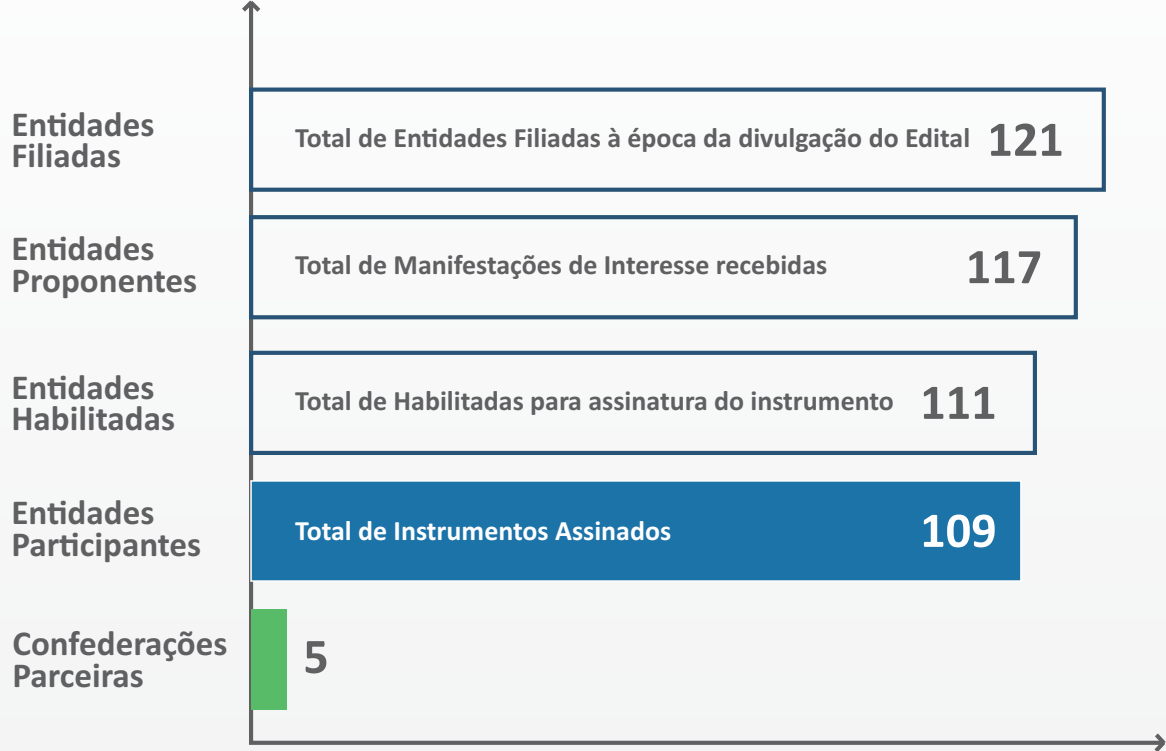 Entidades
Filiadas
Total de Entidades Filiadas à época da divulgação do Edital 121
Entidades
Proponentes
Total de Manifestações de Interesse recebidas 117
Entidades
Habilitadas
Total de Habilitadas para assinatura do instrumento 111
Entidades
Participantes
Total de Instrumentos Assinados 109
Confederações
Parceiras
5